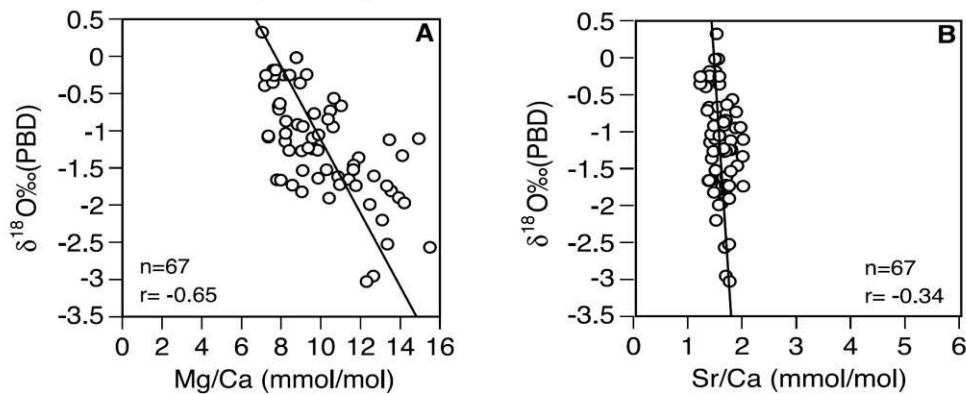 A
0.5
0
-0.5
-1
-1.5
-2
-2.5
-3
-3.5
δ¹⁸O‰(PBD)
n=67
r= -0.65
0 2 4 6 8 10 12 14 16
Mg/Ca (mmol/mol)
B
0.5
0
-0.5
-1
-1.5
-2
-2.5
-3
-3.5
δ¹⁸O‰(PBD)
n=67
r= -0.34
0 1 2 3 4 5 6
Sr/Ca (mmol/mol)